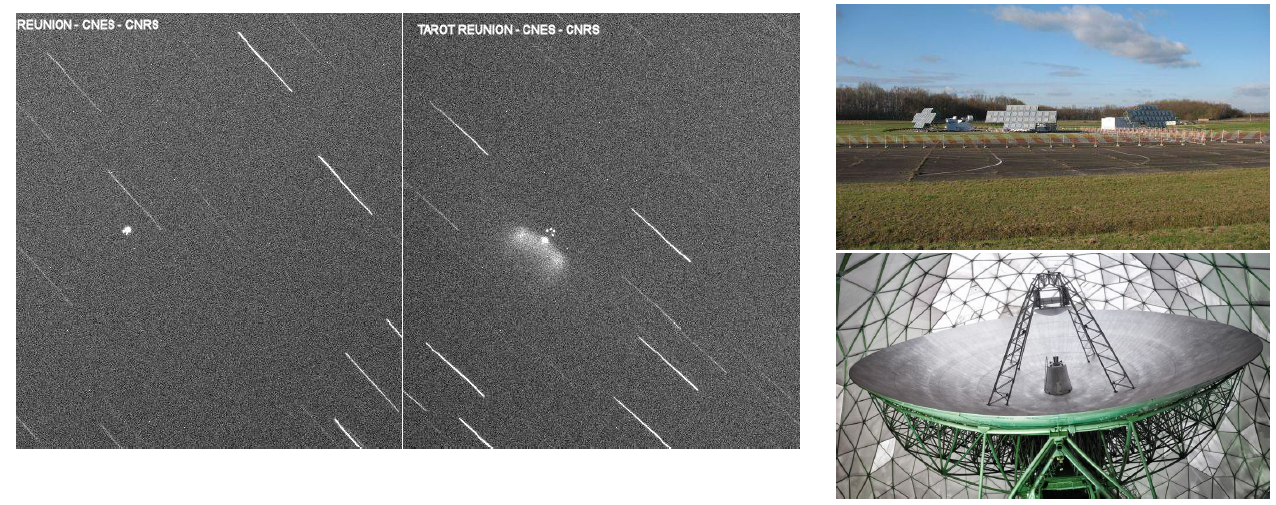 REUNION - CNES - CNRS
TAROT REUNION - CNES - CNRS